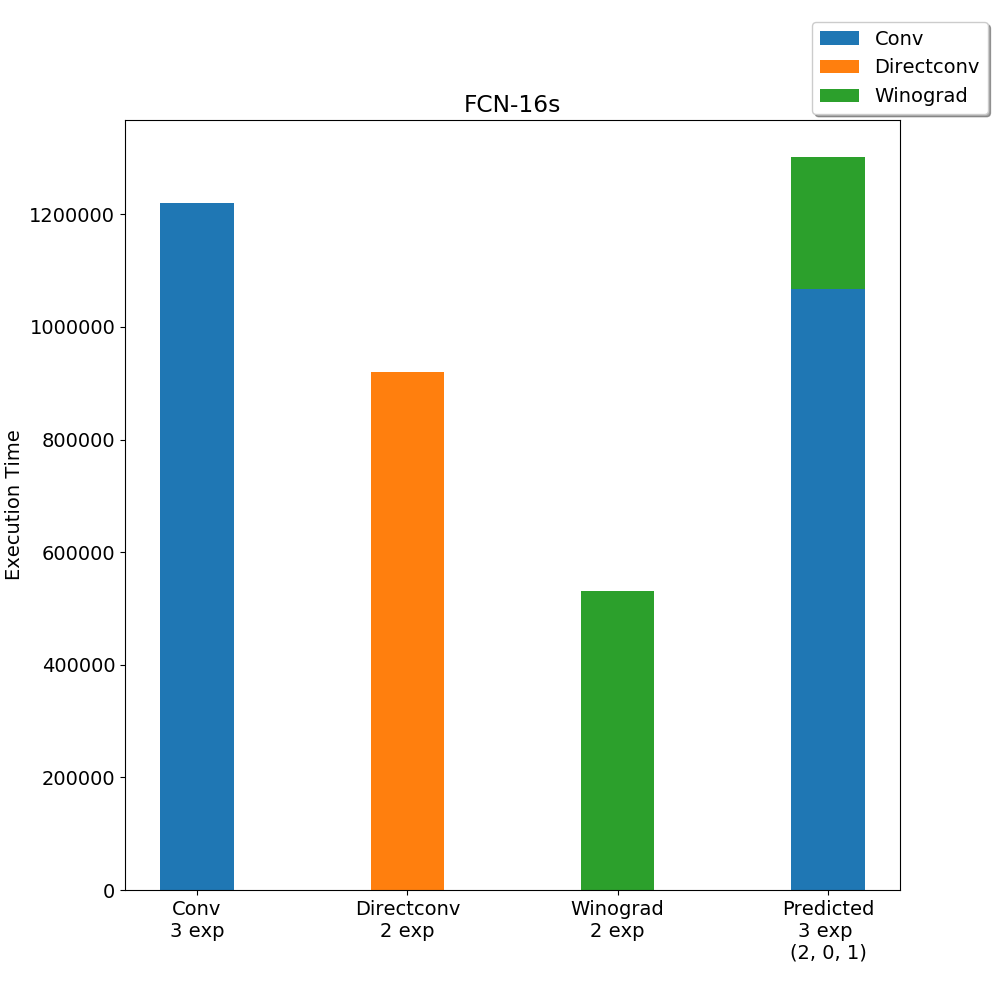 Conv
Directconv
Winograd
FCN-16s
Execution Time
1200000
1000000
800000
600000
400000
200000
0
Conv
3 exp
Directconv
2 exp
Winograd
2 exp
Predicted
3 exp
(2, 0, 1)